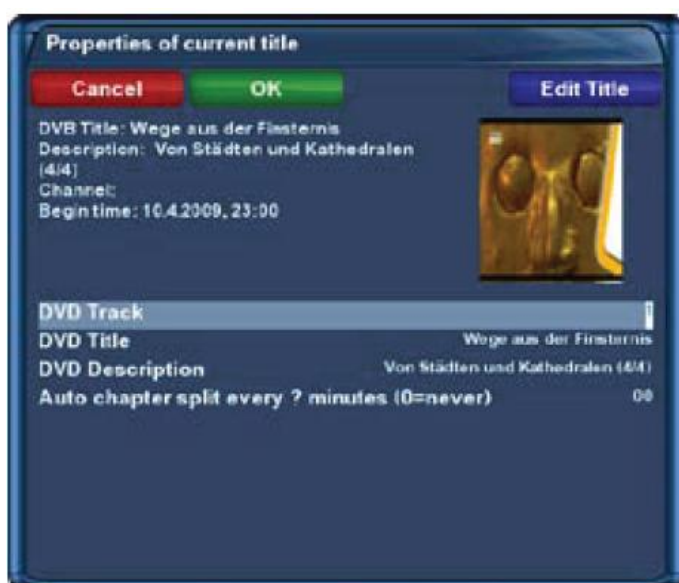 Properties of current title
Cancel OK Edit Title
DVB Title: Wege aus der Finsternis
Description: Von Städten und Kathedralen
(4/4)
Channel:
Begin time: 10.4.2009, 23:00
DVD Track 1
DVD Title Wege aus der Finsternis
DVD Description Von Städten und Kathedralen (4/4)
Auto chapter split every ? minutes (0=never) 00